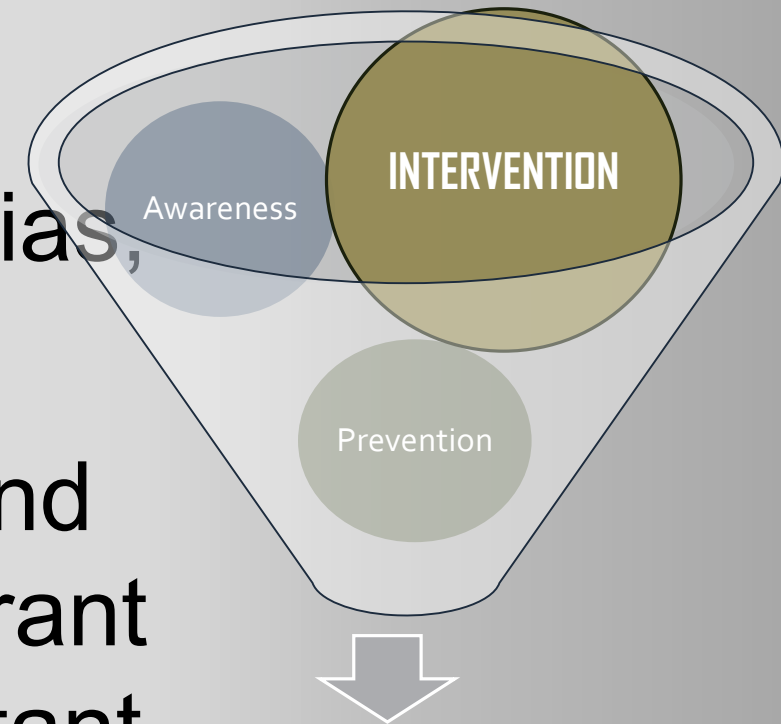 INTERVENTION
Awareness
ias,
Prevention
nd
rant